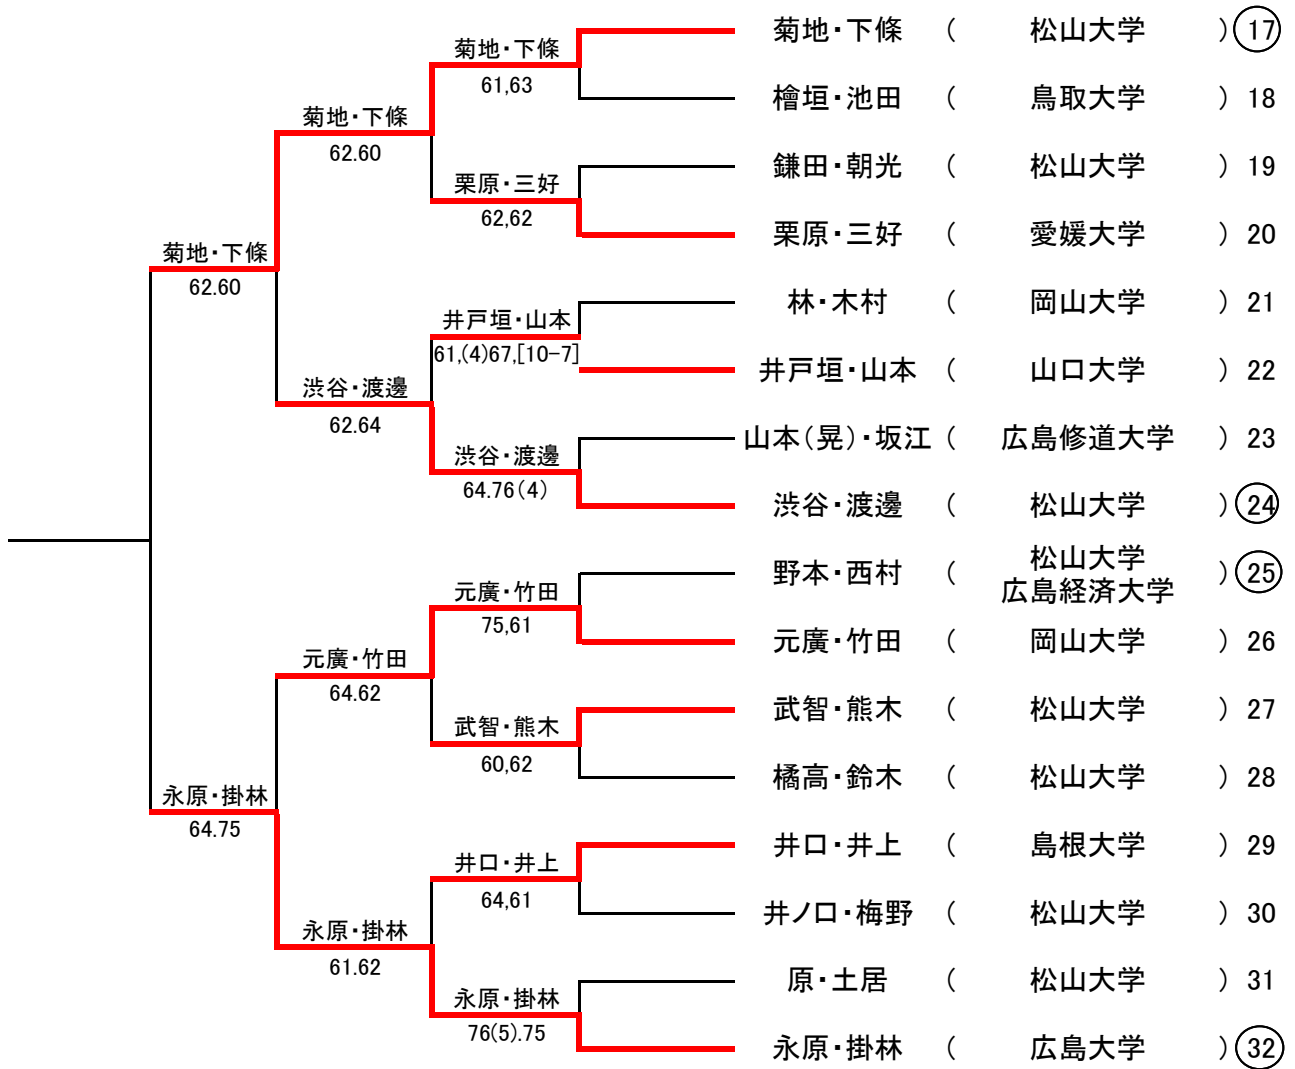 菊地・下條 ( 松山大学 ) 17
菊地・下條
61,63
檜垣・池田 ( 鳥取大学 ) 18
菊地・下條
62.60
鎌田・朝光 ( 松山大学 ) 19
栗原・三好
62,62
栗原・三好 ( 愛媛大学 ) 20
菊地・下條
62.60
林・木村 ( 岡山大学 ) 21
井戸垣・山本
61,(4)67,[10-7]
井戸垣・山本 ( 山口大学 ) 22
渋谷・渡邊
62.64
山本(晃)・坂江 ( 広島修道大学 ) 23
渋谷・渡邊
64.76(4)
渋谷・渡邊 ( 松山大学 ) 24
野本・西村 ( 松山大学
広島経済大学 ) 25
元廣・竹田
75,61
元廣・竹田 ( 岡山大学 ) 26
元廣・竹田
64.62
武智・熊木 ( 松山大学 ) 27
武智・熊木
60,62
橘高・鈴木 ( 松山大学 ) 28
永原・掛林
64.75
井口・井上 ( 島根大学 ) 29
井口・井上
64,61
井ノ口・梅野 ( 松山大学 ) 30
永原・掛林
61.62
原・土居 ( 松山大学 ) 31
永原・掛林
76(5).75
永原・掛林 ( 広島大学 ) 32